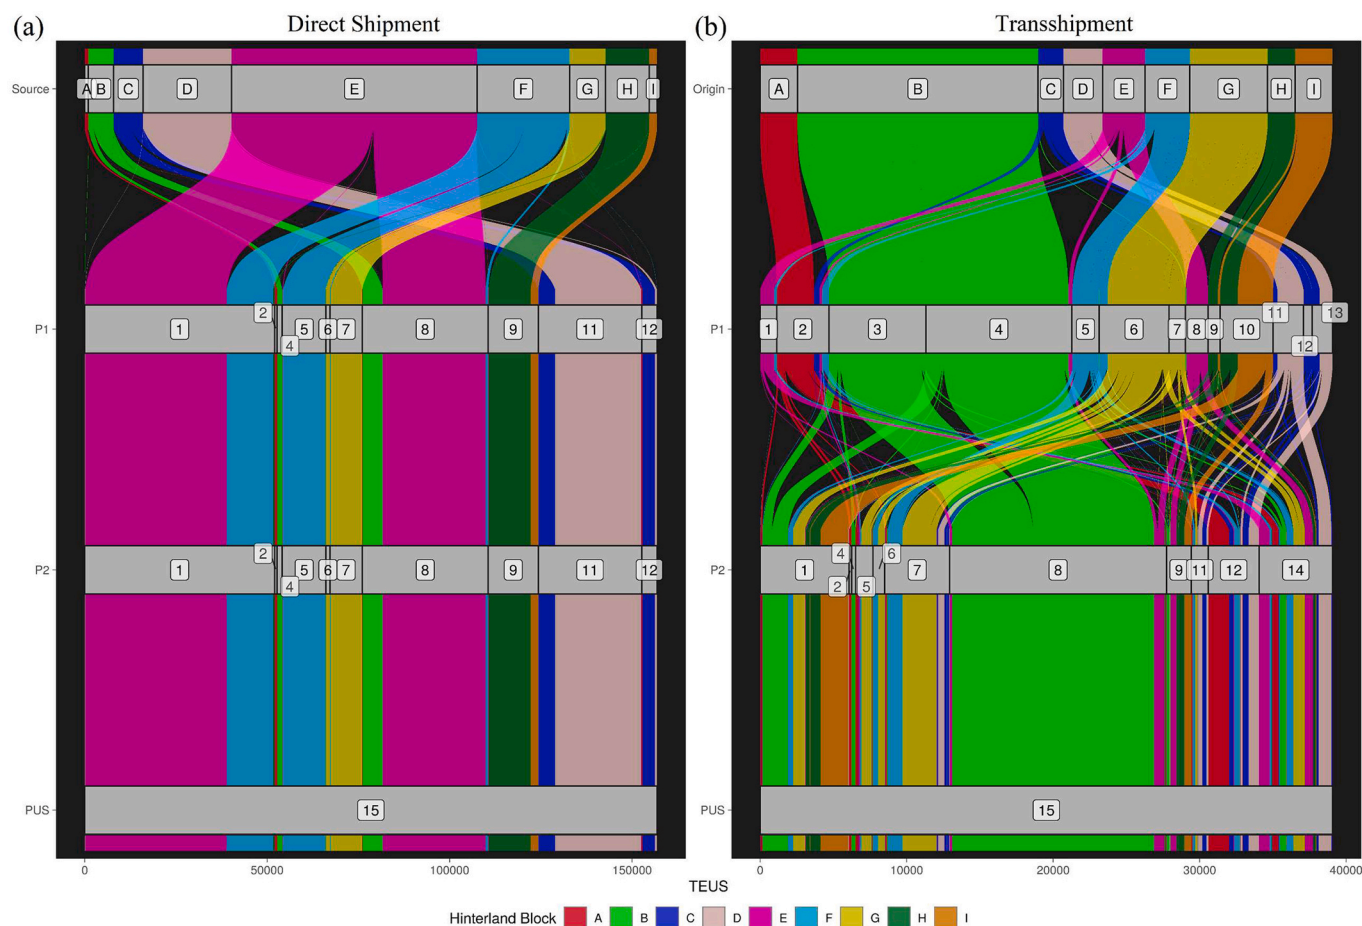 (a) Direct Shipment
(b) Transshipment
Source A B C D E F G H I
Origin A B C D E F G H I
P1 1 2 4 5 6 7 8 9 11 12
P1 1 2 3 4 5 6 7 8 9 10 11 12 13
P2 1 2 4 5 6 7 8 9 11 12
P2 1 2 4 5 6 7 8 9 11 12 14
PUS 15
PUS 15
0 50000 100000 150000
0 10000 20000 30000 40000
TEUS
Hinterland Block A B C D E F G H I